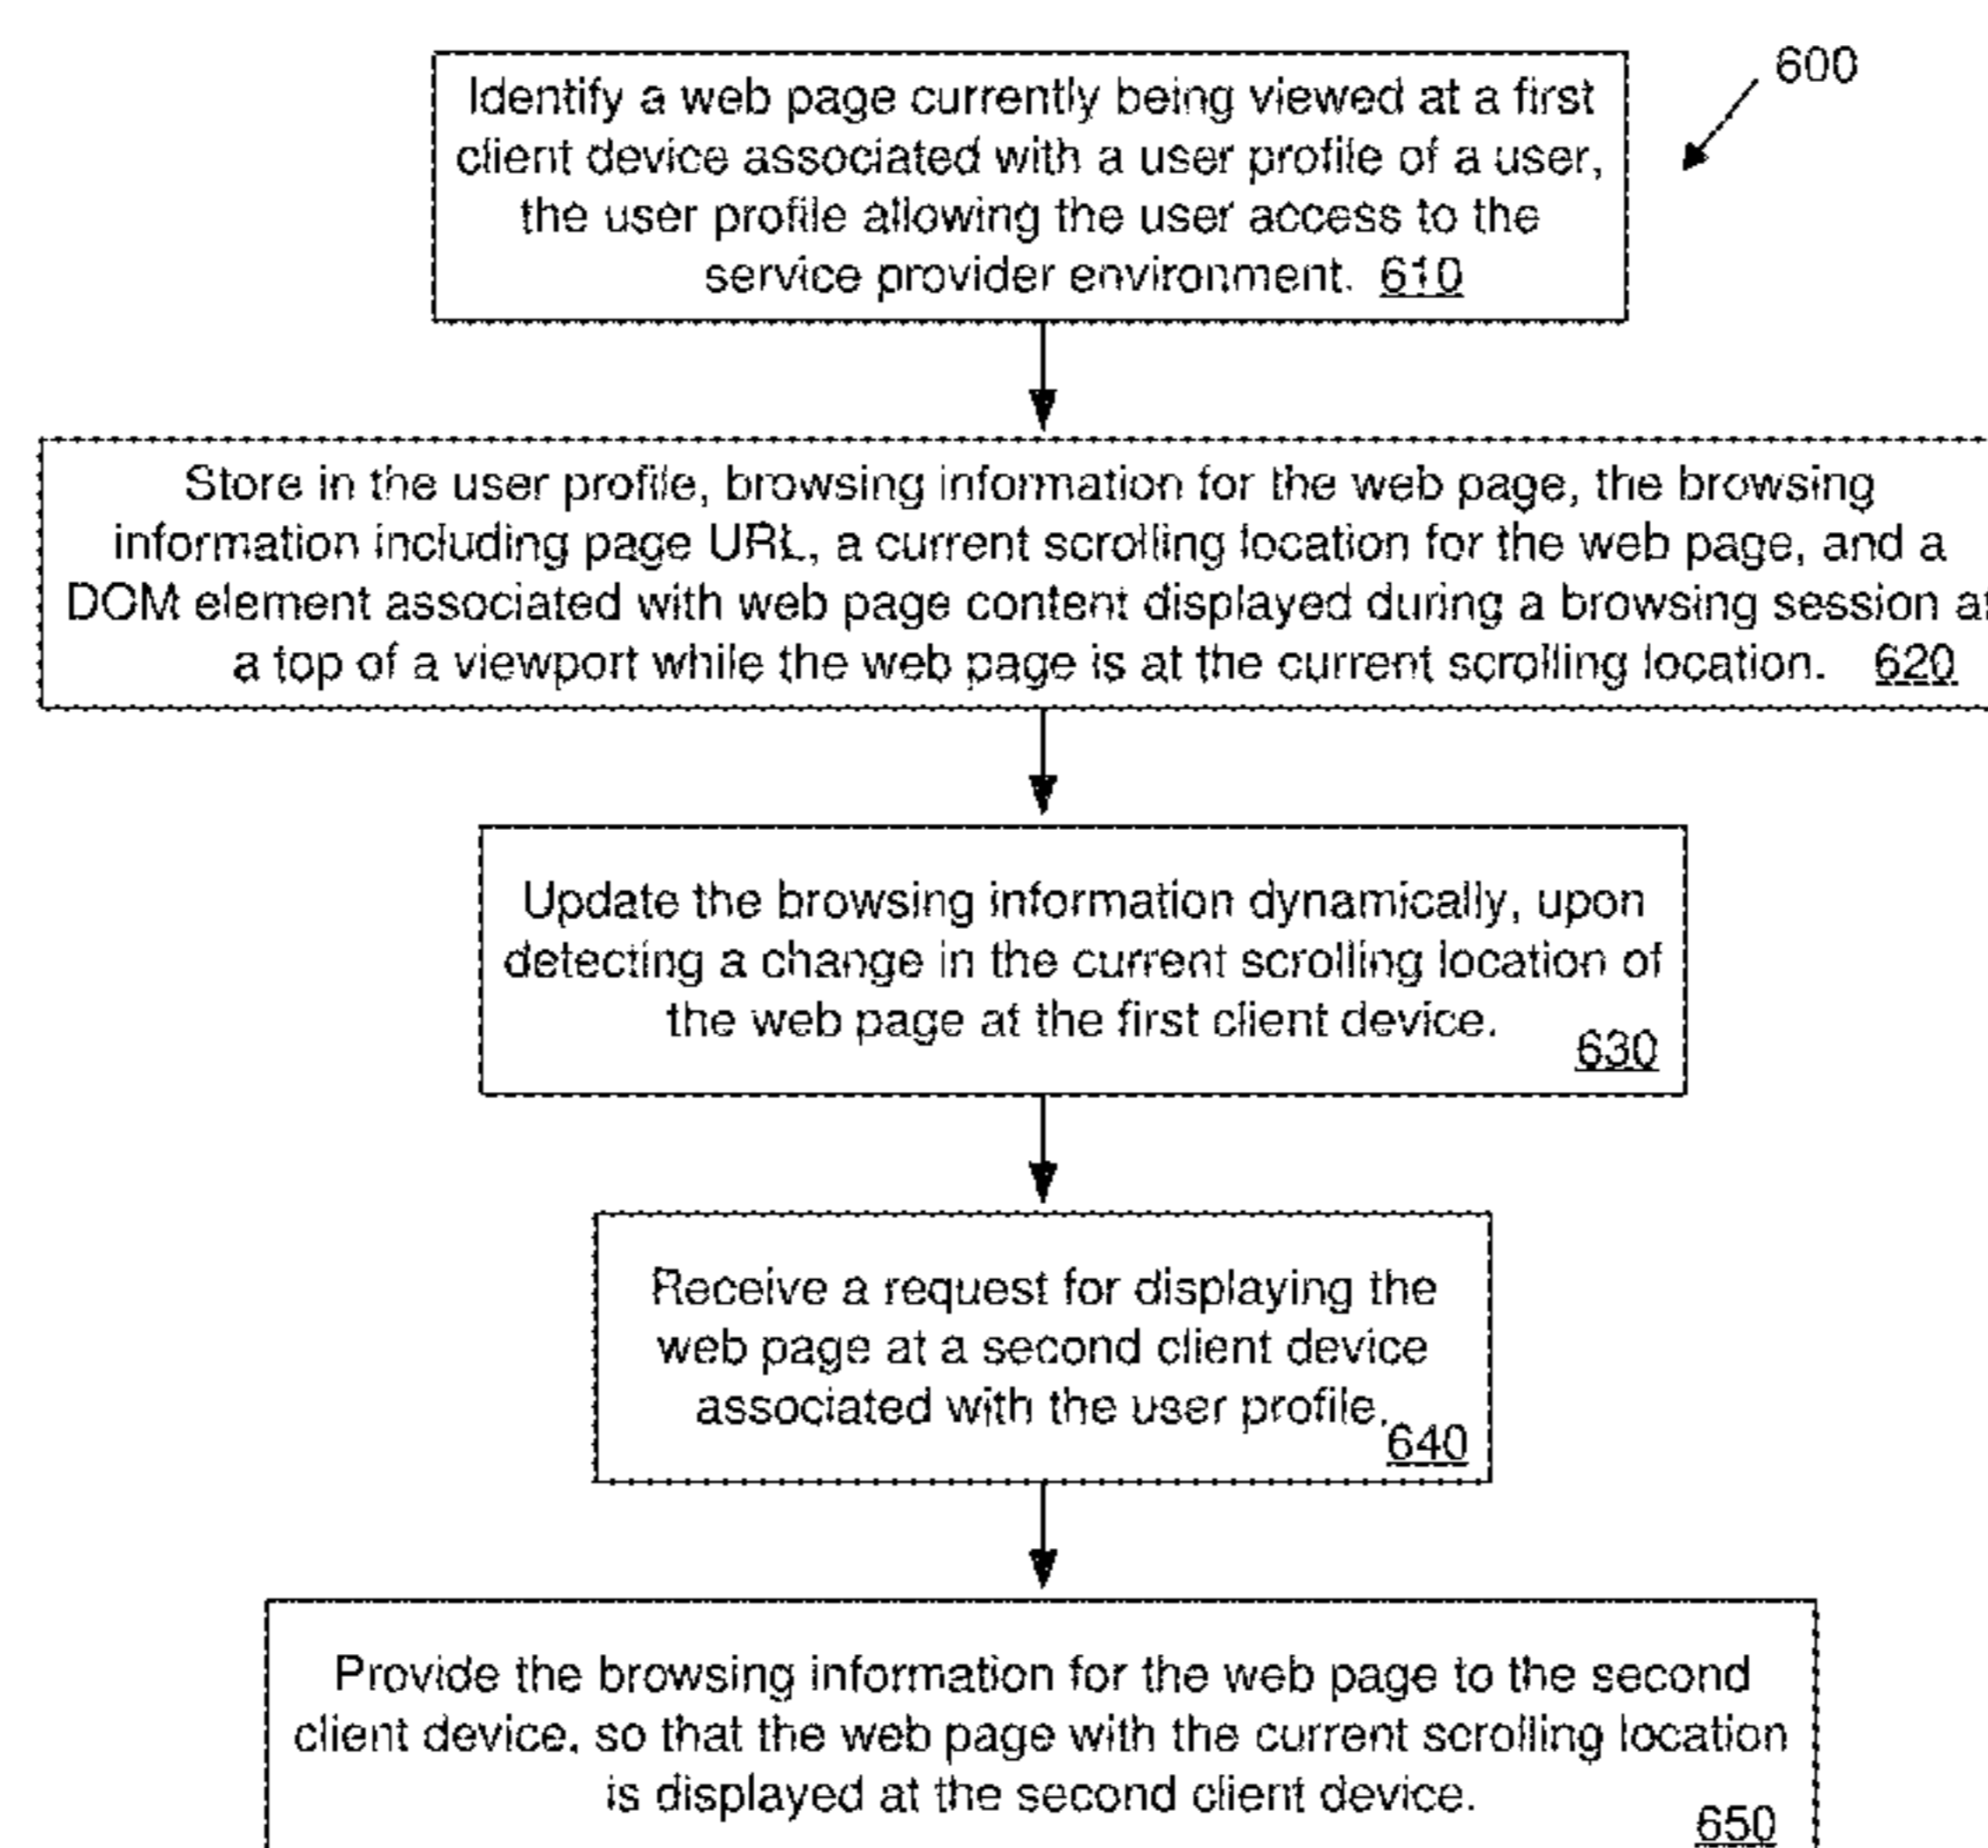 600
Identify a web page currently being viewed at a first
client device associated with a user profile of a user,
the user profile allowing the user access to the
service provider environment. 610
Store in the user profile, browsing information for the web page, the browsing
information including page URL, a current scrolling location for the web page, and a
DOM element associated with web page content displayed during a browsing session at
a top of a viewport while the web page is at the current scrolling location. 620
Update the browsing information dynamically, upon
detecting a change in the current scrolling location of
the web page at the first client device.
630
Receive a request for displaying the
web page at a second client device
associated with the user profile.
640
Provide the browsing information for the web page to the second
client device, so that the web page with the current scrolling location
is displayed at the second client device.
650